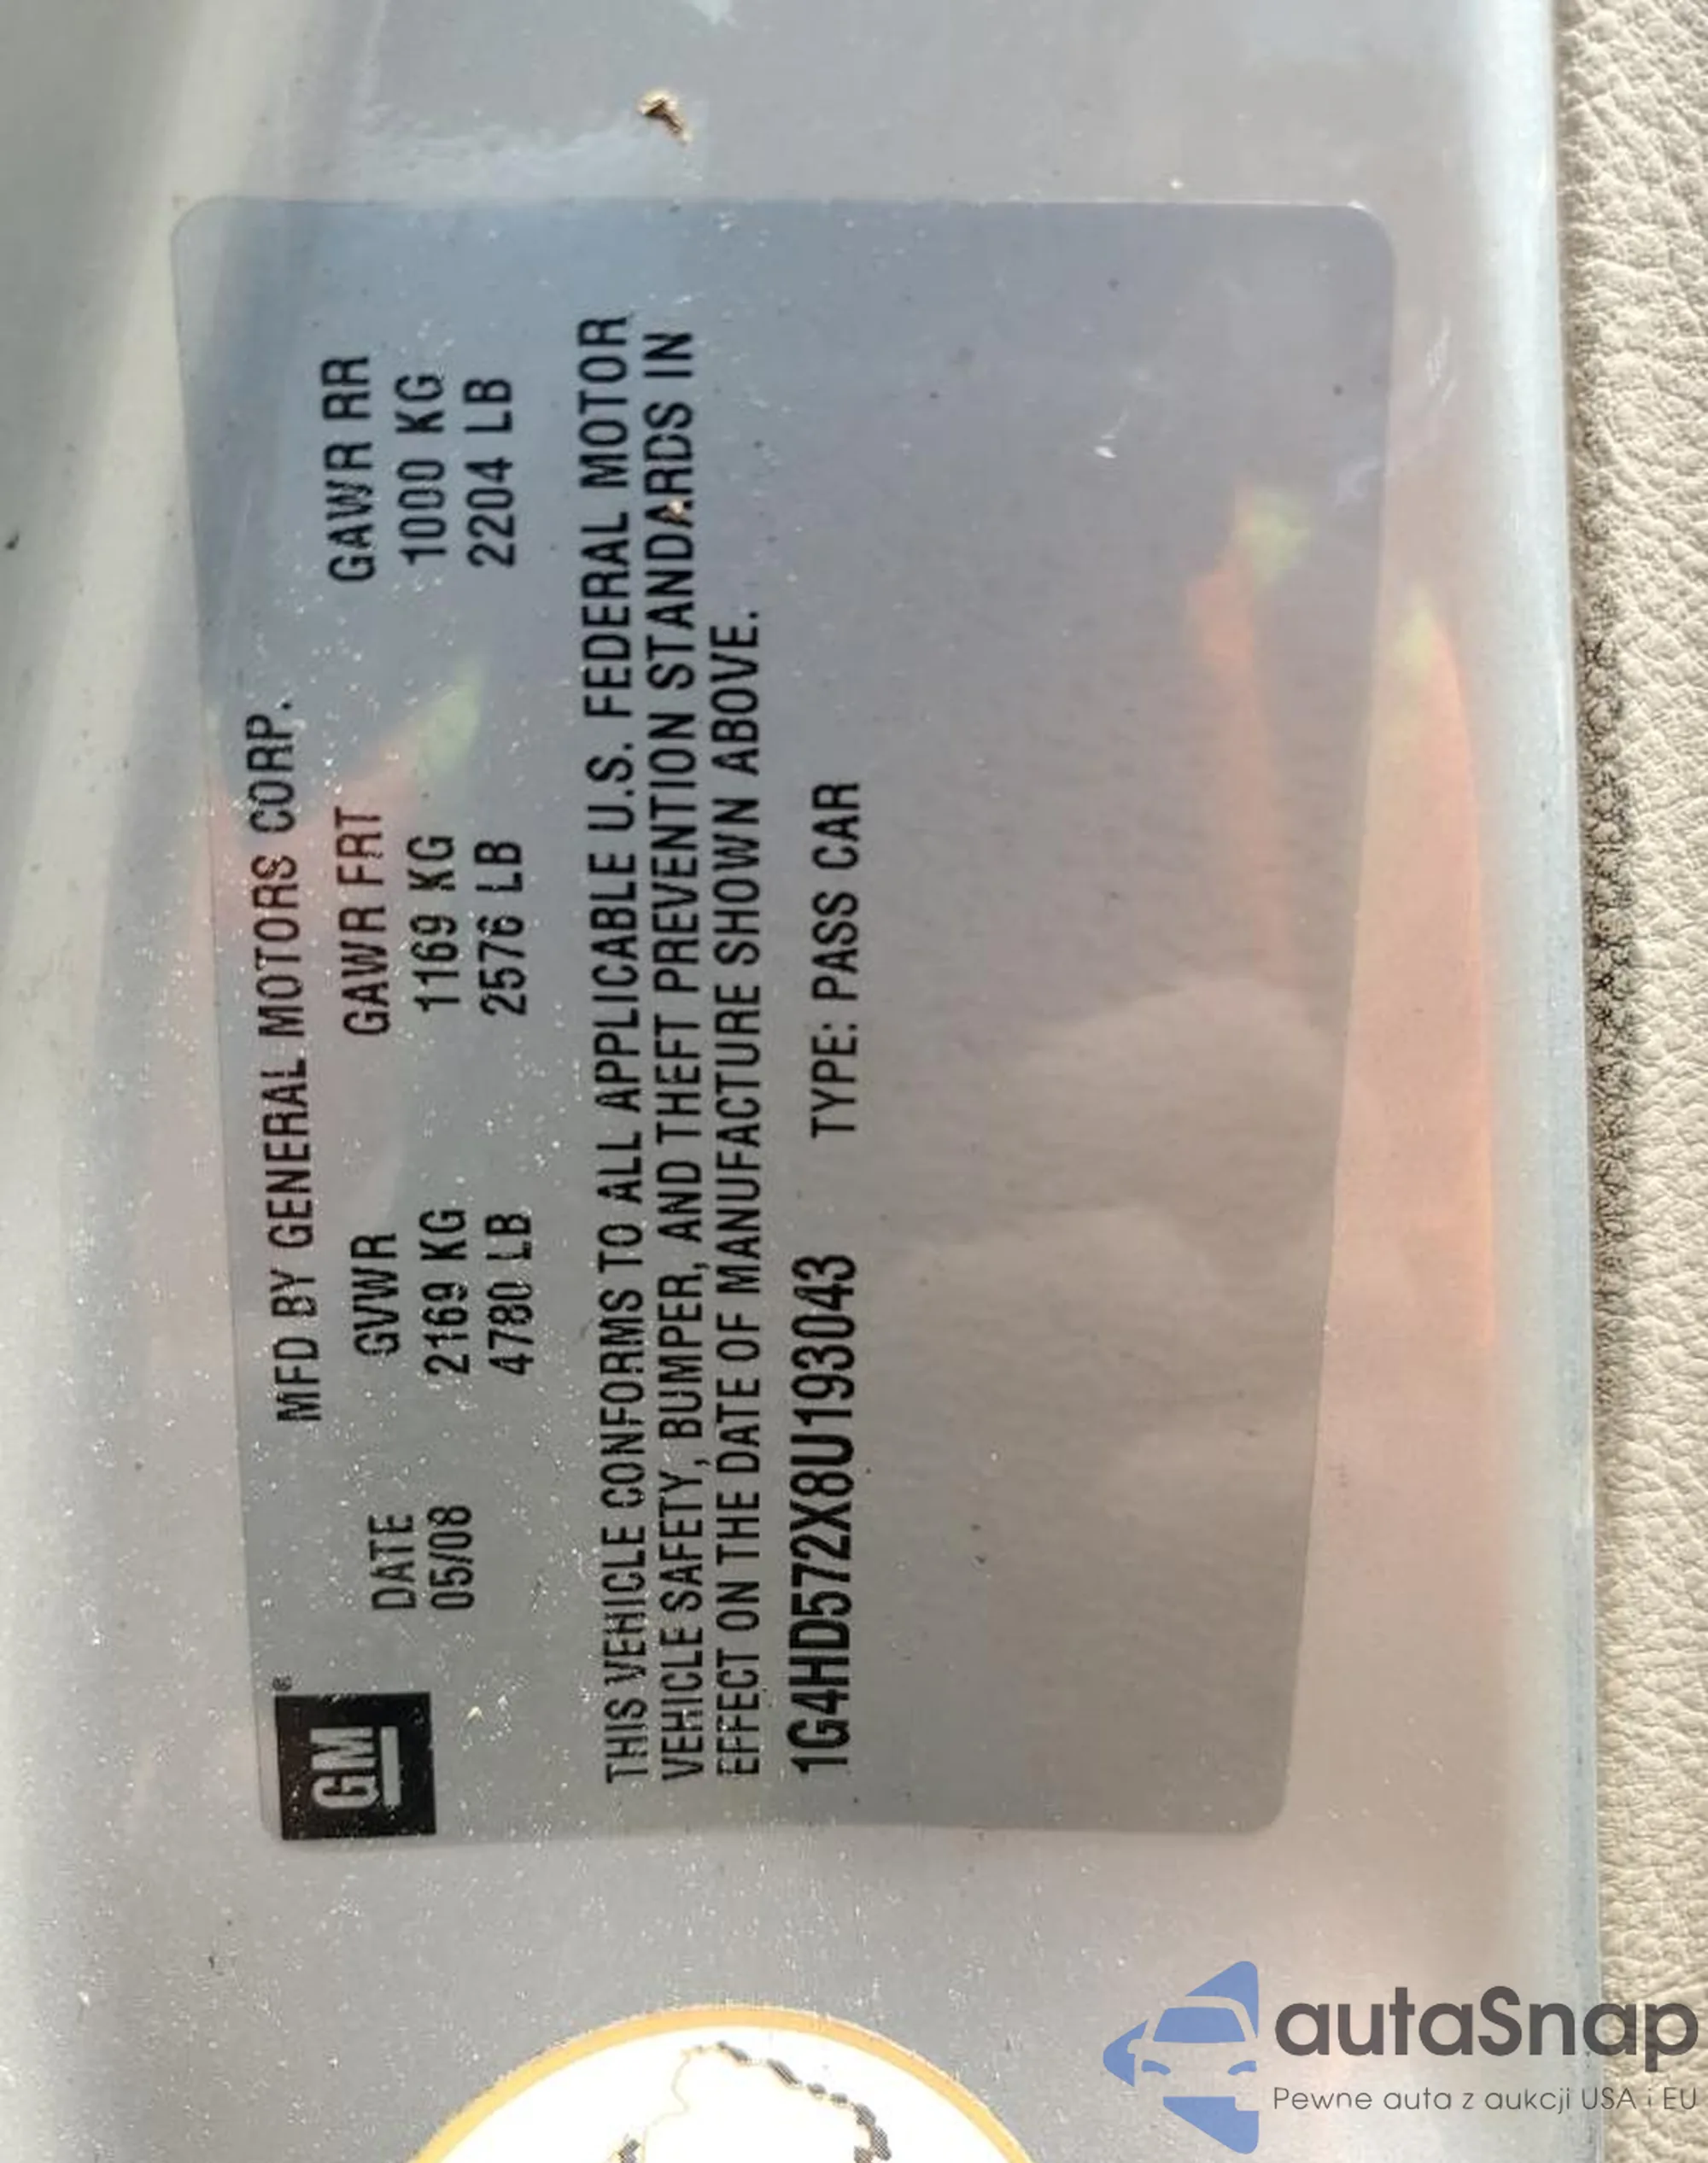 MFD BY GENERAL MOTORS CORP.
DATE GVWR GAWR FRT GAWR RR
05/08 2169 KG 1169 KG 1000 KG
4780 LB 2576 LB 2204 LB
GM®
THIS VEHICLE CONFORMS TO ALL APPLICABLE U.S. FEDERAL MOTOR
VEHICLE SAFETY, BUMPER, AND THEFT PREVENTION STANDARDS IN
EFFECT ON THE DATE OF MANUFACTURE SHOWN ABOVE.
1G4HD572X8U193043 TYPE: PASS CAR
autaSnap
Pewne auta z aukcji USA i EU